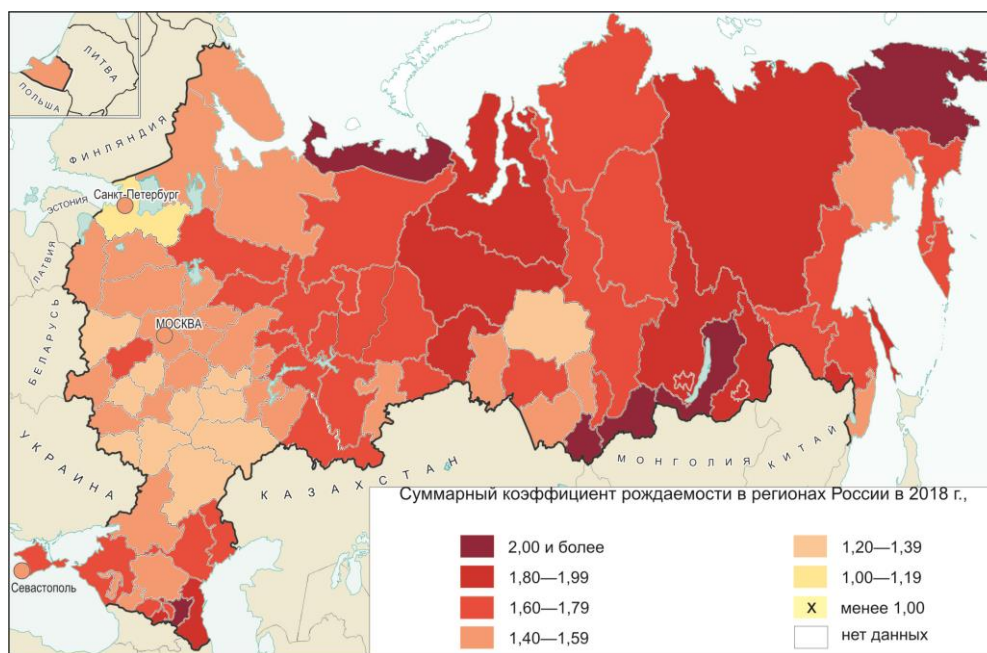 ЛИТВА
ПОЛЬША
ФИНЛЯНДИЯ
Санкт-Петербург
ЭСТОНИЯ
ЛАТВИЯ
БЕЛАРУСЬ
МОСКВА
УКРАИНА
КАЗАХСТАН
МОНГОЛИЯ
КИТАЙ
Севастополь
Суммарный коэффициент рождаемости в регионах России в 2018 г.,
2,00 и более
1,80—1,99
1,60—1,79
1,40—1,59
1,20—1,39
1,00—1,19
x менее 1,00
нет данных